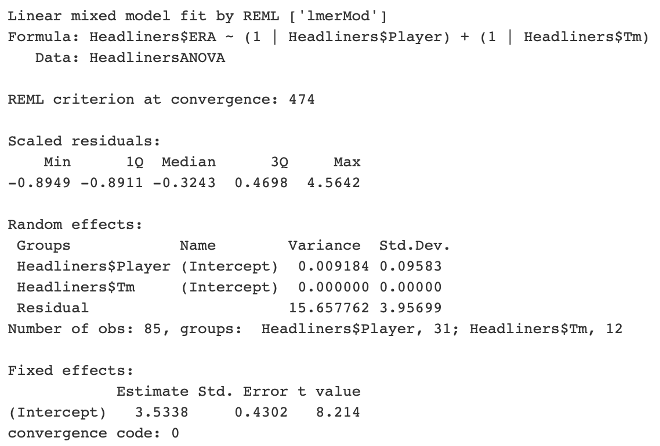 Linear mixed model fit by REML ['lmerMod']
Formula: Headliners$ERA ~ (1 | Headliners$Player) + (1 | Headliners$Tm)
   Data: HeadlinersANOVA

REML criterion at convergence: 474

Scaled residuals:
    Min      1Q  Median      3Q     Max
-0.8949 -0.8911 -0.3243  0.4698  4.5642

Random effects:
 Groups            Name        Variance  Std.Dev.
 Headliners$Player (Intercept)  0.009184 0.09583
 Headliners$Tm     (Intercept)  0.000000 0.00000
 Residual                      15.657762 3.95699
Number of obs: 85, groups:  Headliners$Player, 31; Headliners$Tm, 12

Fixed effects:
            Estimate Std. Error t value
(Intercept)   3.5338     0.4302   8.214
convergence code: 0